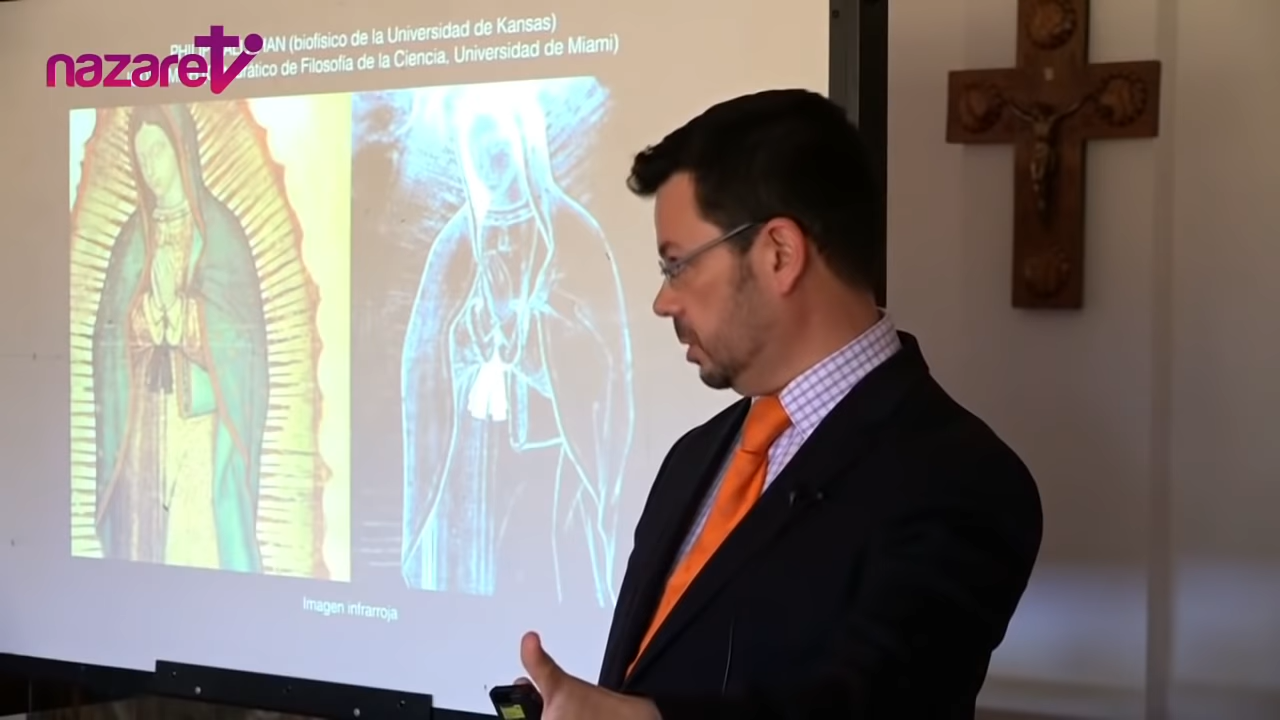 nazaretv
(biofísico de la Universidad de Kansas)
de Filosofía de la Ciencia, Universidad de Miami)
Imagen infrarroja